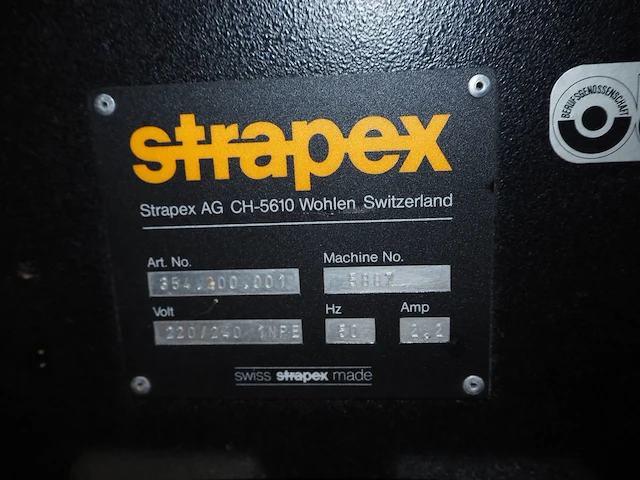 strapex
BERUFSGENOSSENSCHAFT
Strapex AG CH-5610 Wohlen Switzerland
Art. No.
Machine No.
354.200.001
Volt
Hz
Amp
220/240 1NPE
50
2.2
swiss strapex made